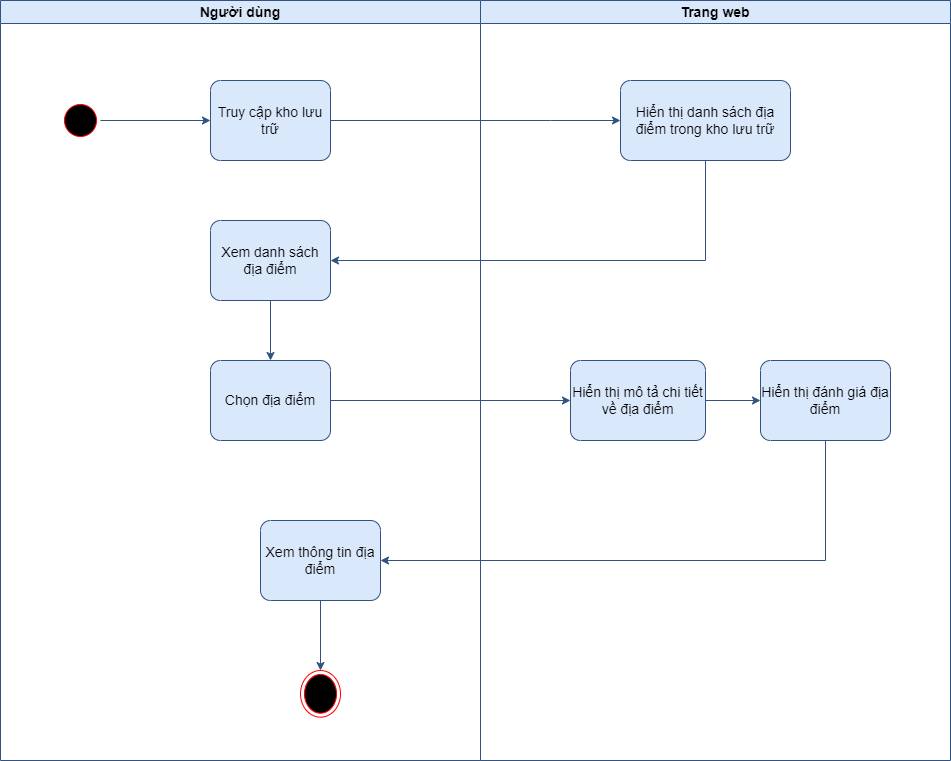 Người dùng
Trang web
Truy cập kho lưu
trữ
Hiển thị danh sách địa
điểm trong kho lưu trữ
Xem danh sách
địa điểm
Chọn địa điểm
Hiển thị mô tả chi tiết
về địa điểm
Hiển thị đánh giá địa
điểm
Xem thông tin địa
điểm